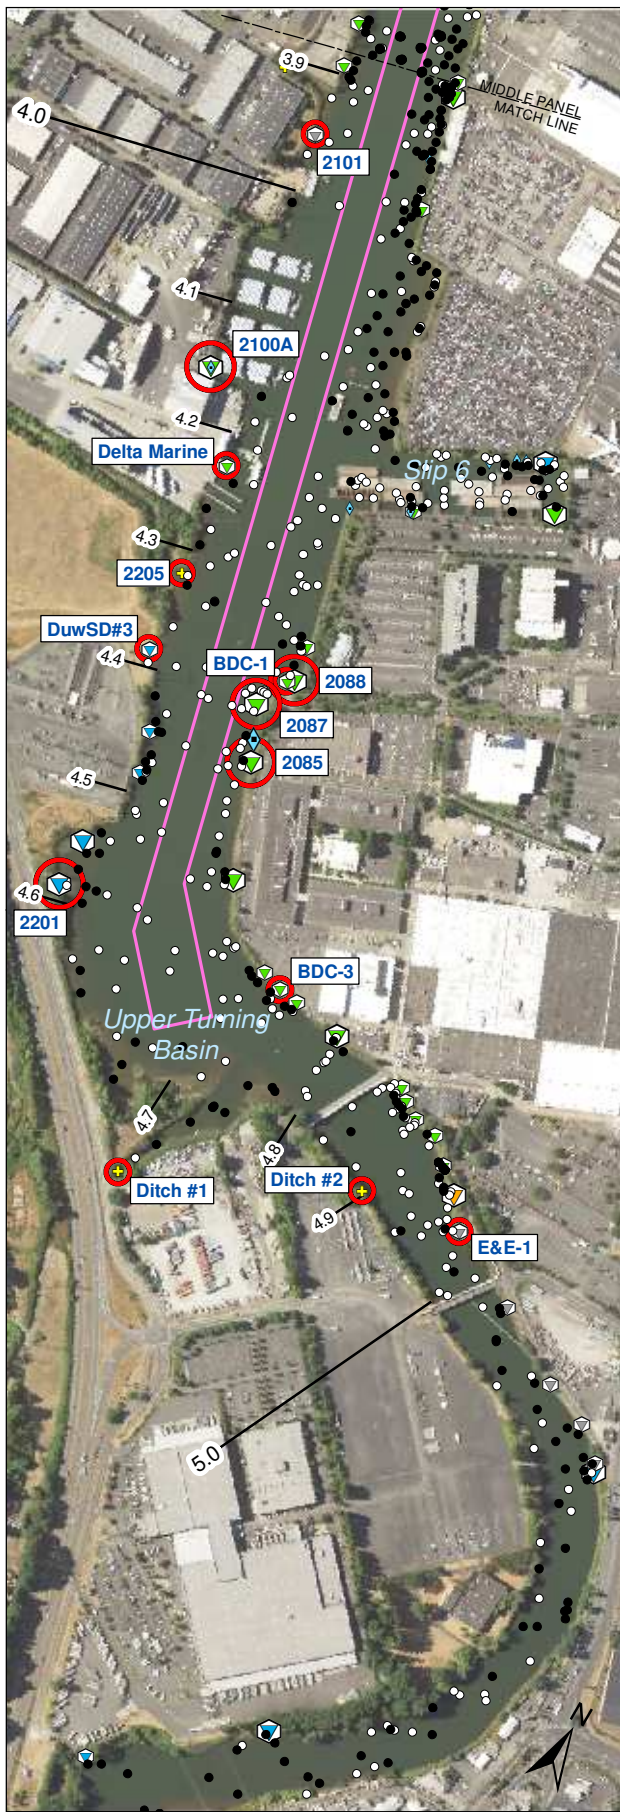 3.9
MIDDLE PANEL
MATCH LINE
4.0
2101
4.1
2100A
4.2
Delta Marine
Slip 6
4.3
2205
DuwSD#3
4.4
BDC-1
2088
2087
2085
4.5
4.6
2201
BDC-3
Upper Turning
Basin
4.7
4.8
Ditch #1
Ditch #2
4.9
E&E-1
5.0
N